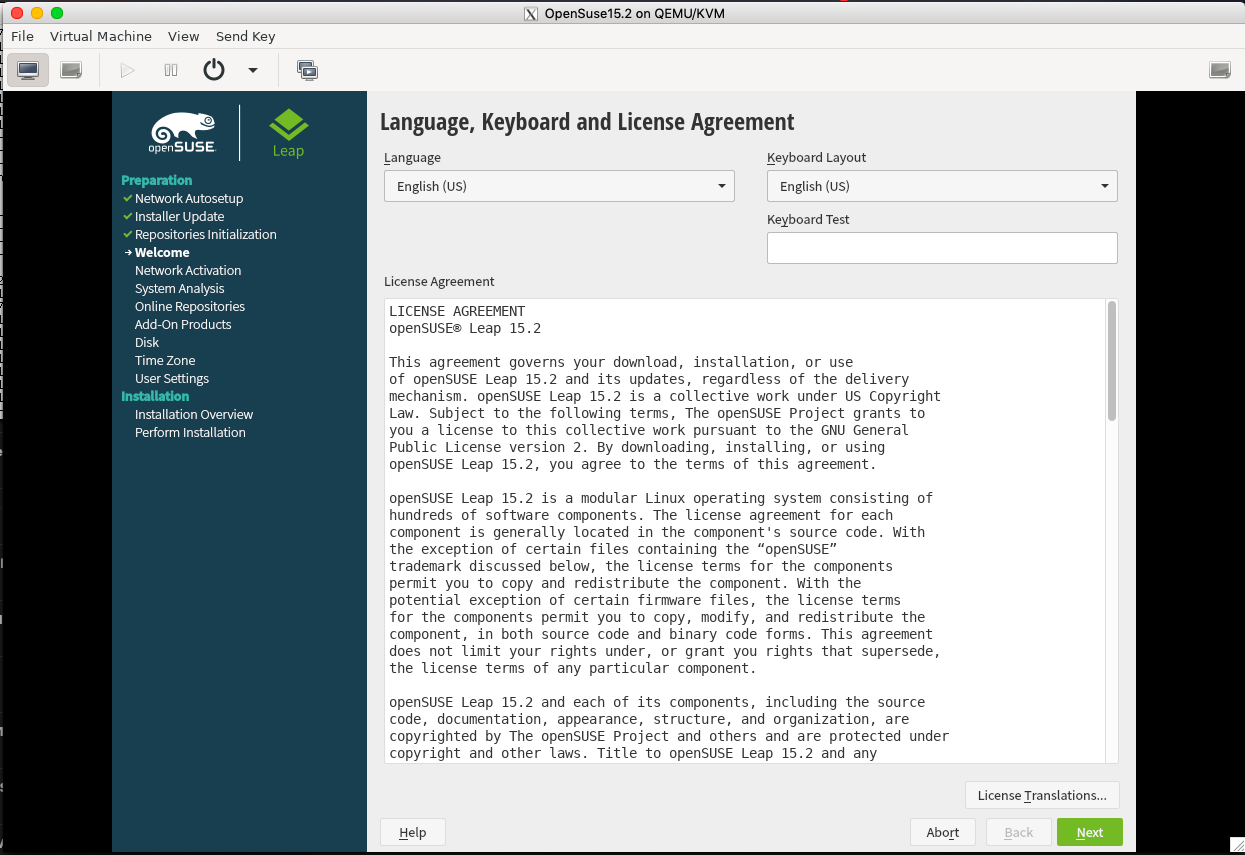 OpenSuse15.2 on QEMU/KVM
File Virtual Machine View Send Key
openSUSE
Leap
Preparation
Network Autosetup
Installer Update
Repositories Initialization
Welcome
Network Activation
System Analysis
Online Repositories
Add-On Products
Disk
Time Zone
User Settings
Installation
Installation Overview
Perform Installation
Language, Keyboard and License Agreement
Language
English (US)
Keyboard Layout
English (US)
Keyboard Test
License Agreement
LICENSE AGREEMENT
openSUSE® Leap 15.2
This agreement governs your download, installation, or use
of openSUSE Leap 15.2 and its updates, regardless of the delivery
mechanism. openSUSE Leap 15.2 is a collective work under US Copyright
Law. Subject to the following terms, The openSUSE Project grants to
you a license to this collective work pursuant to the GNU General
Public License version 2. By downloading, installing, or using
openSUSE Leap 15.2, you agree to the terms of this agreement.
openSUSE Leap 15.2 is a modular Linux operating system consisting of
hundreds of software components. The license agreement for each
component is generally located in the component's source code. With
the exception of certain files containing the “openSUSE”
trademark discussed below, the license terms for the components
permit you to copy and redistribute the component. With the
potential exception of certain firmware files, the license terms
for the components permit you to copy, modify, and redistribute the
component, in both source code and binary code forms. This agreement
does not limit your rights under, or grant you rights that supersede,
the license terms of any particular component.
openSUSE Leap 15.2 and each of its components, including the source
code, documentation, appearance, structure, and organization, are
copyrighted by The openSUSE Project and others and are protected under
copyright and other laws. Title to openSUSE Leap 15.2 and any
License Translations...
Help
Abort
Back
Next